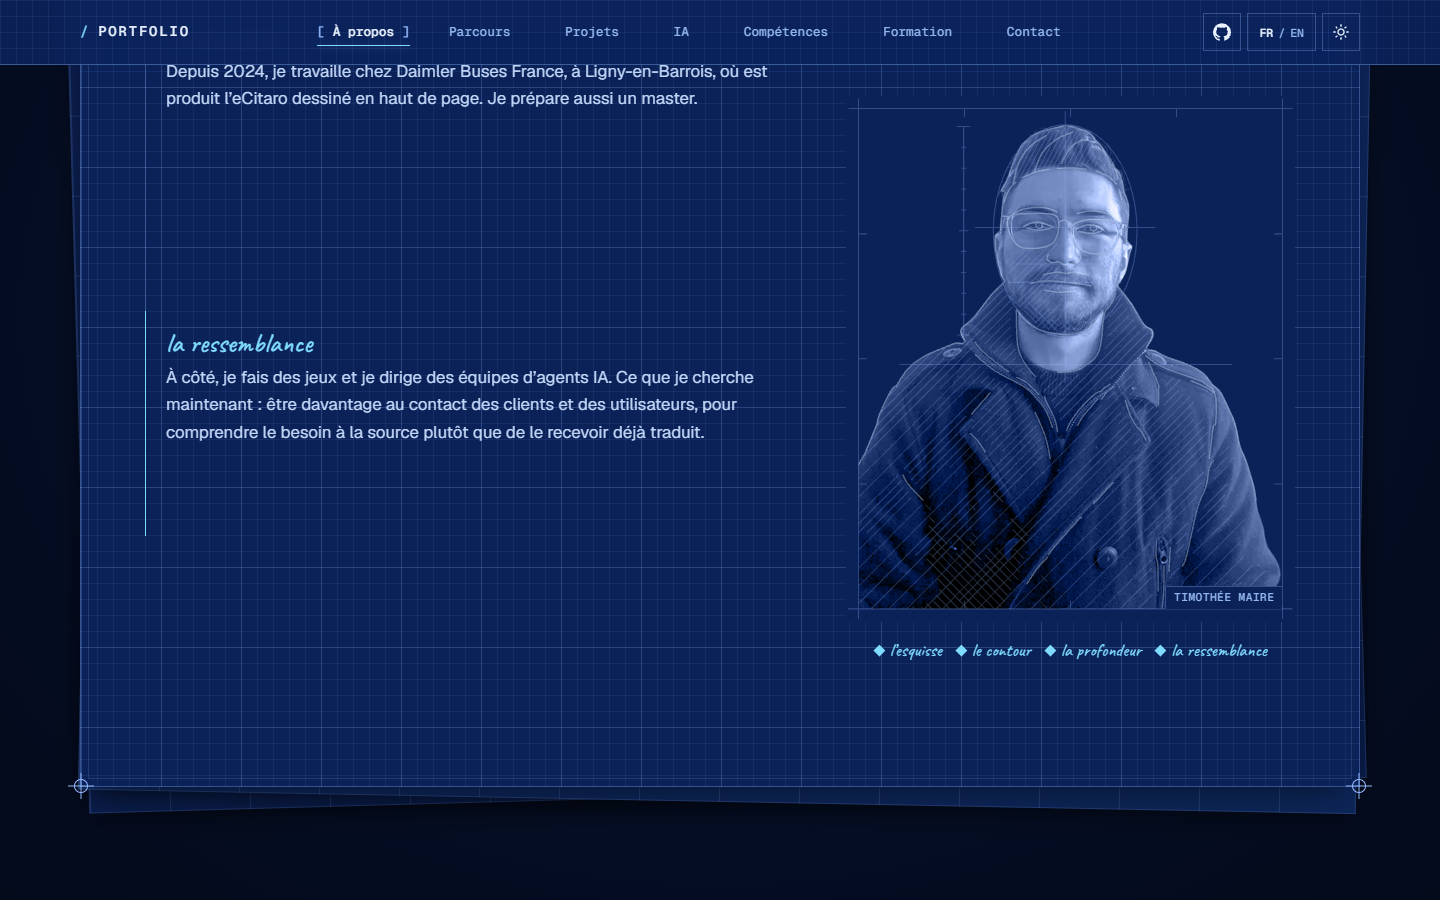 / PORTFOLIO
[ À propos ]
Parcours
Projets
IA
Compétences
Formation
Contact
FR / EN
Depuis 2024, je travaille chez Daimler Buses France, à Ligny-en-Barrois, où est
produit l’eCitaro dessiné en haut de page. Je prépare aussi un master.
la ressemblance
À côté, je fais des jeux et je dirige des équipes d’agents IA. Ce que je cherche
maintenant : être davantage au contact des clients et des utilisateurs, pour
comprendre le besoin à la source plutôt que de le recevoir déjà traduit.
TIMOTHÉE MAIRE
l’esquisse
le contour
la profondeur
la ressemblance